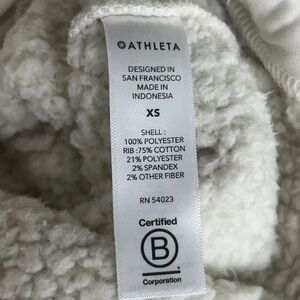 ATHLETA
DESIGNED IN
SAN FRANCISCO
MADE IN
INDONESIA
XS
SHELL :
100% POLYESTER
RIB :75% COTTON
21% POLYESTER
2% SPANDEX
2% OTHER FIBER
RN 54023
Certified
B
Corporation